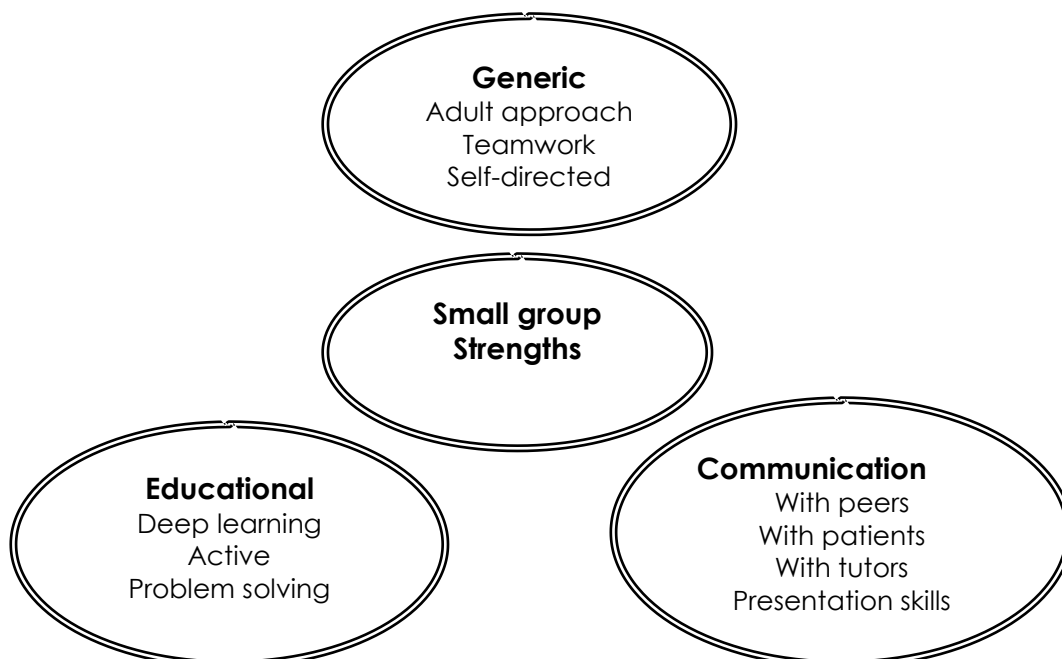 Generic
Adult approach
Teamwork
Self-directed
Small group
Strengths
Educational
Deep learning
Active
Problem solving
Communication
With peers
With patients
With tutors
Presentation skills